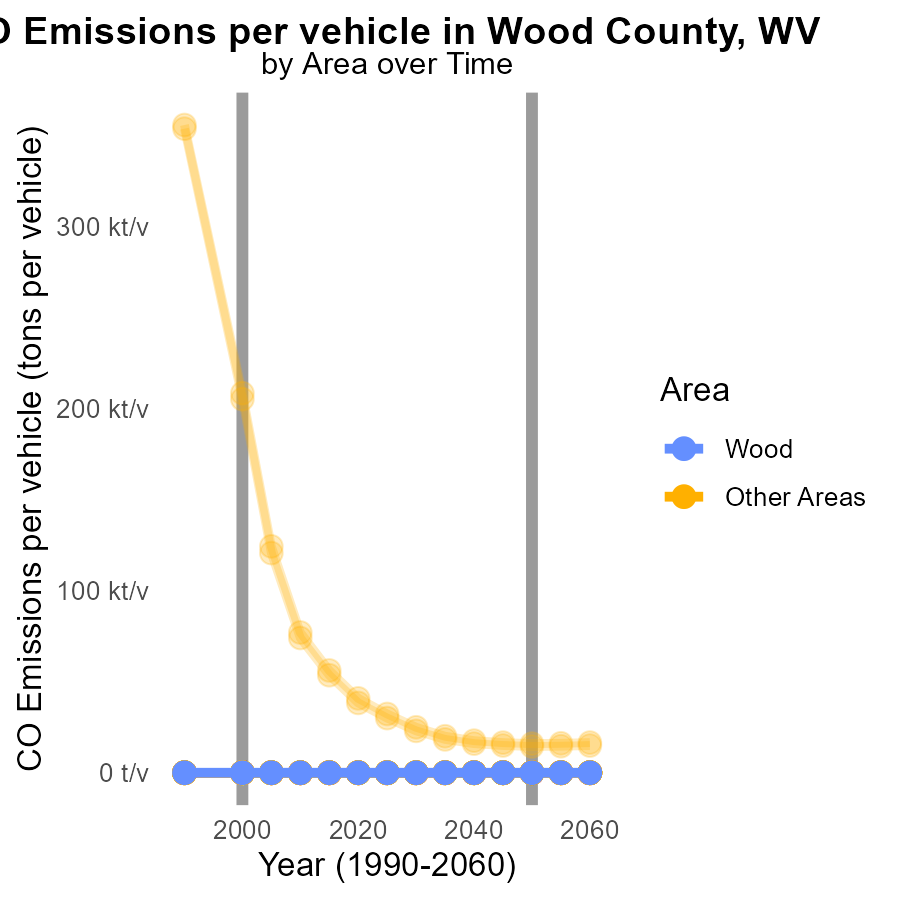 O Emissions per vehicle in Wood County, WV
by Area over Time
CO Emissions per vehicle (tons per vehicle)
300 kt/v
200 kt/v
100 kt/v
0 t/v
2000 2020 2040 2060
Year (1990-2060)
Area
Wood
Other Areas